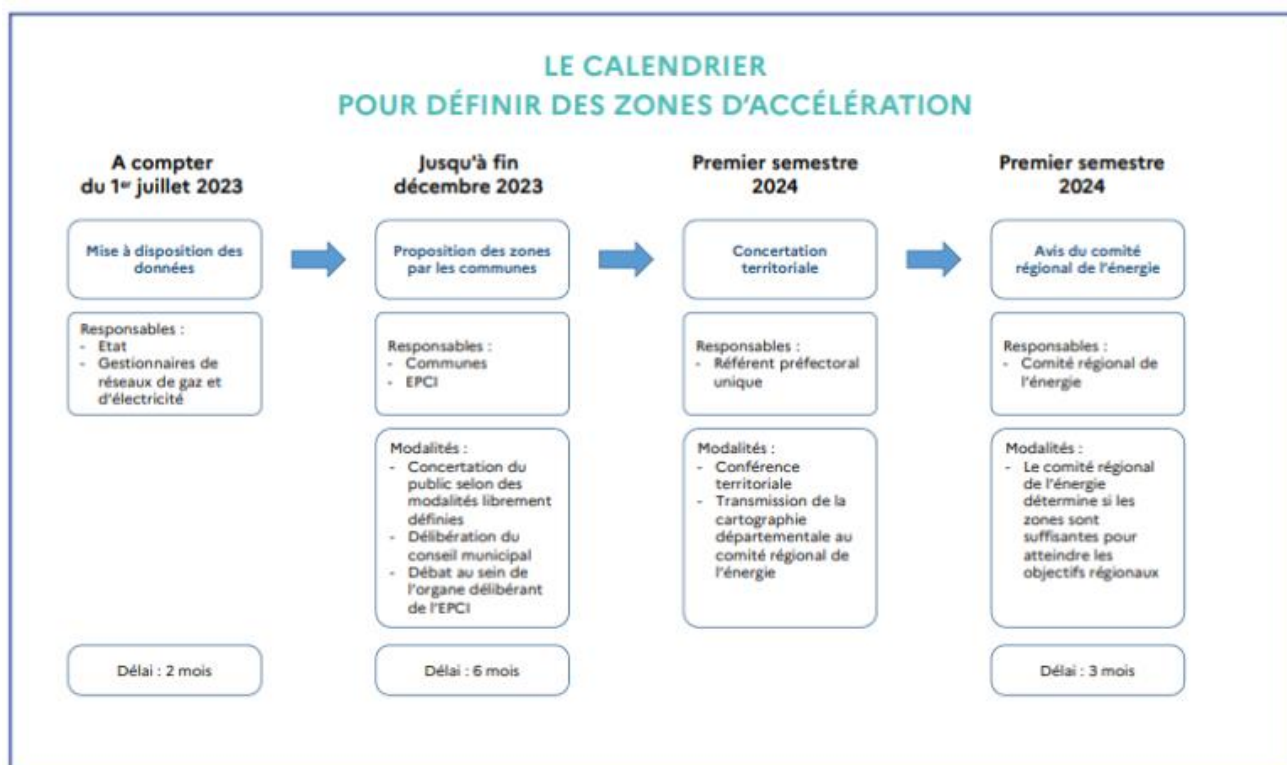 LE CALENDRIER
POUR DÉFINIR DES ZONES D'ACCÉLÉRATION
A compter
du 1er juillet 2023
Mise à disposition des
données
Responsables :
- Etat
- Gestionnaires de
réseaux de gaz et
d'électricité
Délai : 2 mois
Jusqu'à fin
décembre 2023
Proposition des zones
par les communes
Responsables :
- Communes
- EPCI
Modalités :
- Concertation du
public selon des
modalités librement
définies
- Délibération du
conseil municipal
- Débat au sein de
l'organe délibérant
de l'EPCI
Délai : 6 mois
Premier semestre
2024
Concertation
territoriale
Responsables :
- Référent préfectoral
unique
Modalités :
- Conférence
territoriale
- Transmission de la
cartographie
départementale au
comité régional de
l'énergie
Premier semestre
2024
Avis du comité
régional de l'énergie
Responsables :
- Comité régional de
l'énergie
Modalités :
- Le comité régional
de l'énergie
détermine si les
zones sont
suffisantes pour
atteindre les
objectifs régionaux
Délai : 3 mois